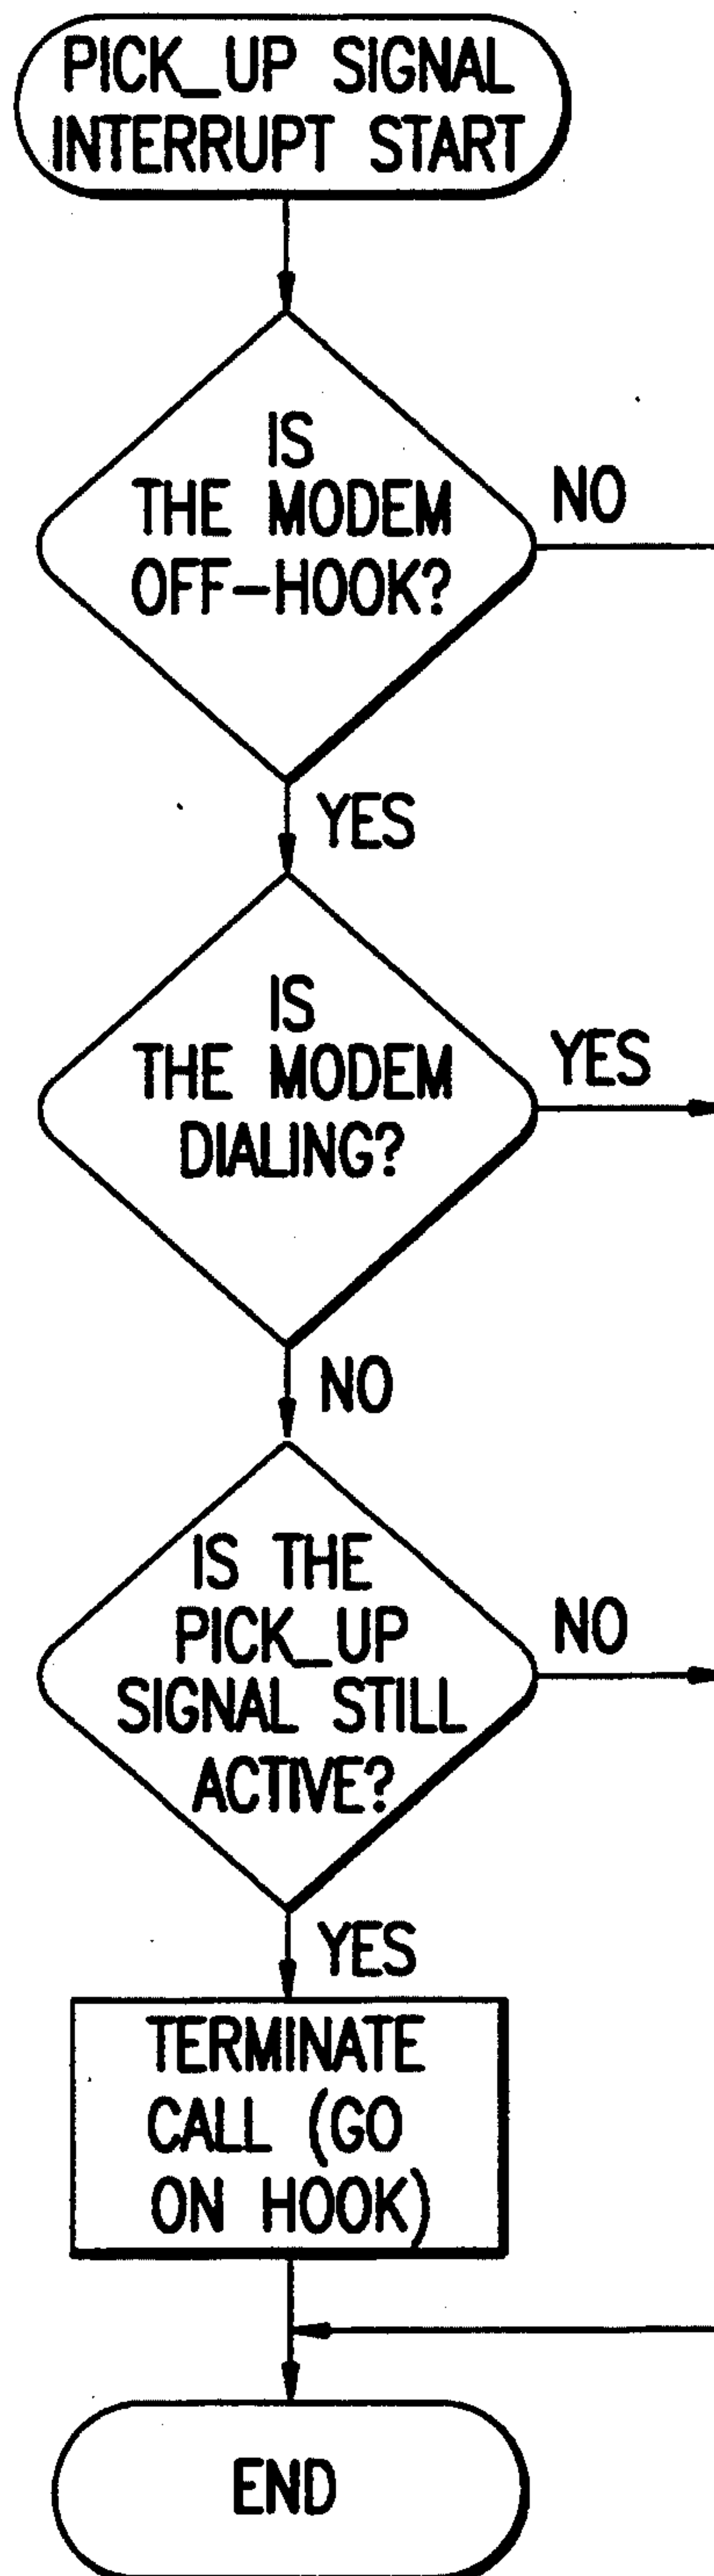 PICK_UP SIGNAL
INTERRUPT START
IS
THE MODEM
OFF-HOOK?
NO
YES
IS
THE MODEM
DIALING?
YES
NO
IS THE
PICK_UP
SIGNAL STILL
ACTIVE?
NO
YES
TERMINATE
CALL (GO
ON HOOK)
END